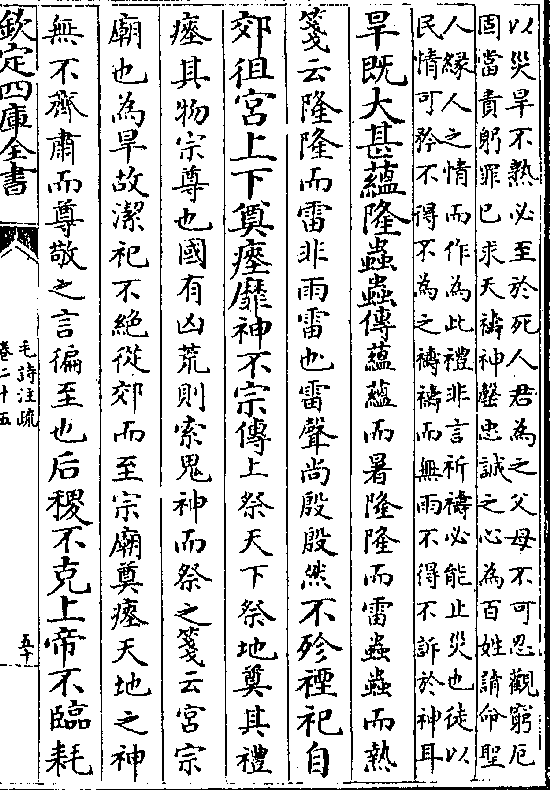 以災旱不熟必至於死人君為之父母不可忍觀窮厄
固當責躬罪己求天禱神罄忠誠之心為百姓請命聖
人緣人之情而作為此禮非言祈禱必能止災也徒以
民情可矜不得不為之禱禱而無雨不得不訴於神耳
旱既大甚蘊隆蟲蟲傳蘊蘊而暑隆隆而雷蟲蟲而熱
箋云隆隆而雷非雨雷也雷聲尚殷殷然不殄禋祀自
郊徂宮上下奠瘞靡神不宗傳上祭天下祭地奠其禮
瘞其物宗尊也國有凶荒則索鬼神而祭之箋云宮宗
廟也為旱故潔祀不絕從郊而至宗廟奠瘞天地之神
無不齋肅而尊敬之言徧至也后稷不克上帝不臨耗
欽定四庫全書
毛詩注疏
卷二十五
五十